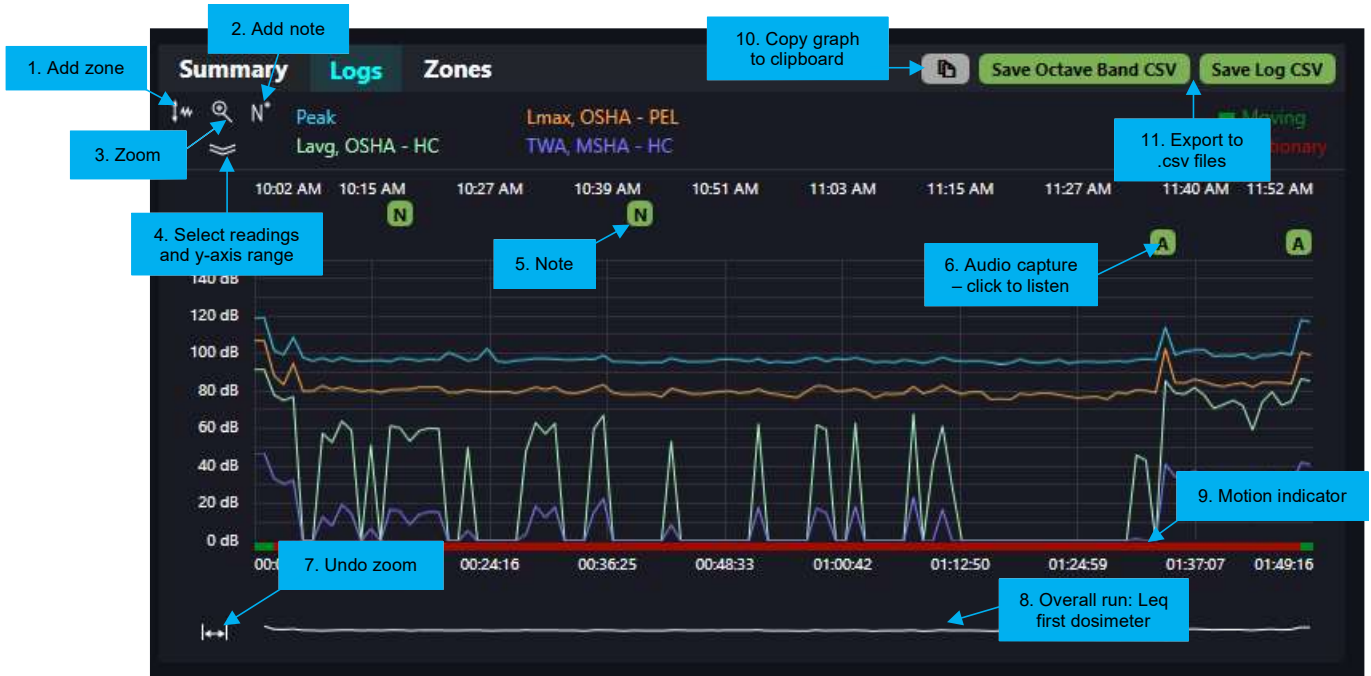 2. Add note
1. Add zone
10. Copy graph
to clipboard
Summary Logs Zones
Save Octave Band CSV Save Log CSV
N+
Peak Lmax, OSHA - PEL Moving
3. Zoom
Lavg, OSHA - HC TWA, MSHA - HC
11. Export to
.csv files
10:02 AM 10:15 AM 10:27 AM 10:39 AM 10:51 AM 11:03 AM 11:15 AM 11:27 AM 11:40 AM 11:52 AM
N N
4. Select readings
and y-axis range
5. Note
A A
6. Audio capture
– click to listen
140 dB
120 dB
100 dB
80 dB
60 dB
40 dB
20 dB
0 dB
9. Motion indicator
7. Undo zoom
00:24:16 00:36:25 00:48:33 01:00:42 01:12:50 01:24:59 01:37:07 01:49:16
8. Overall run: Leq
first dosimeter